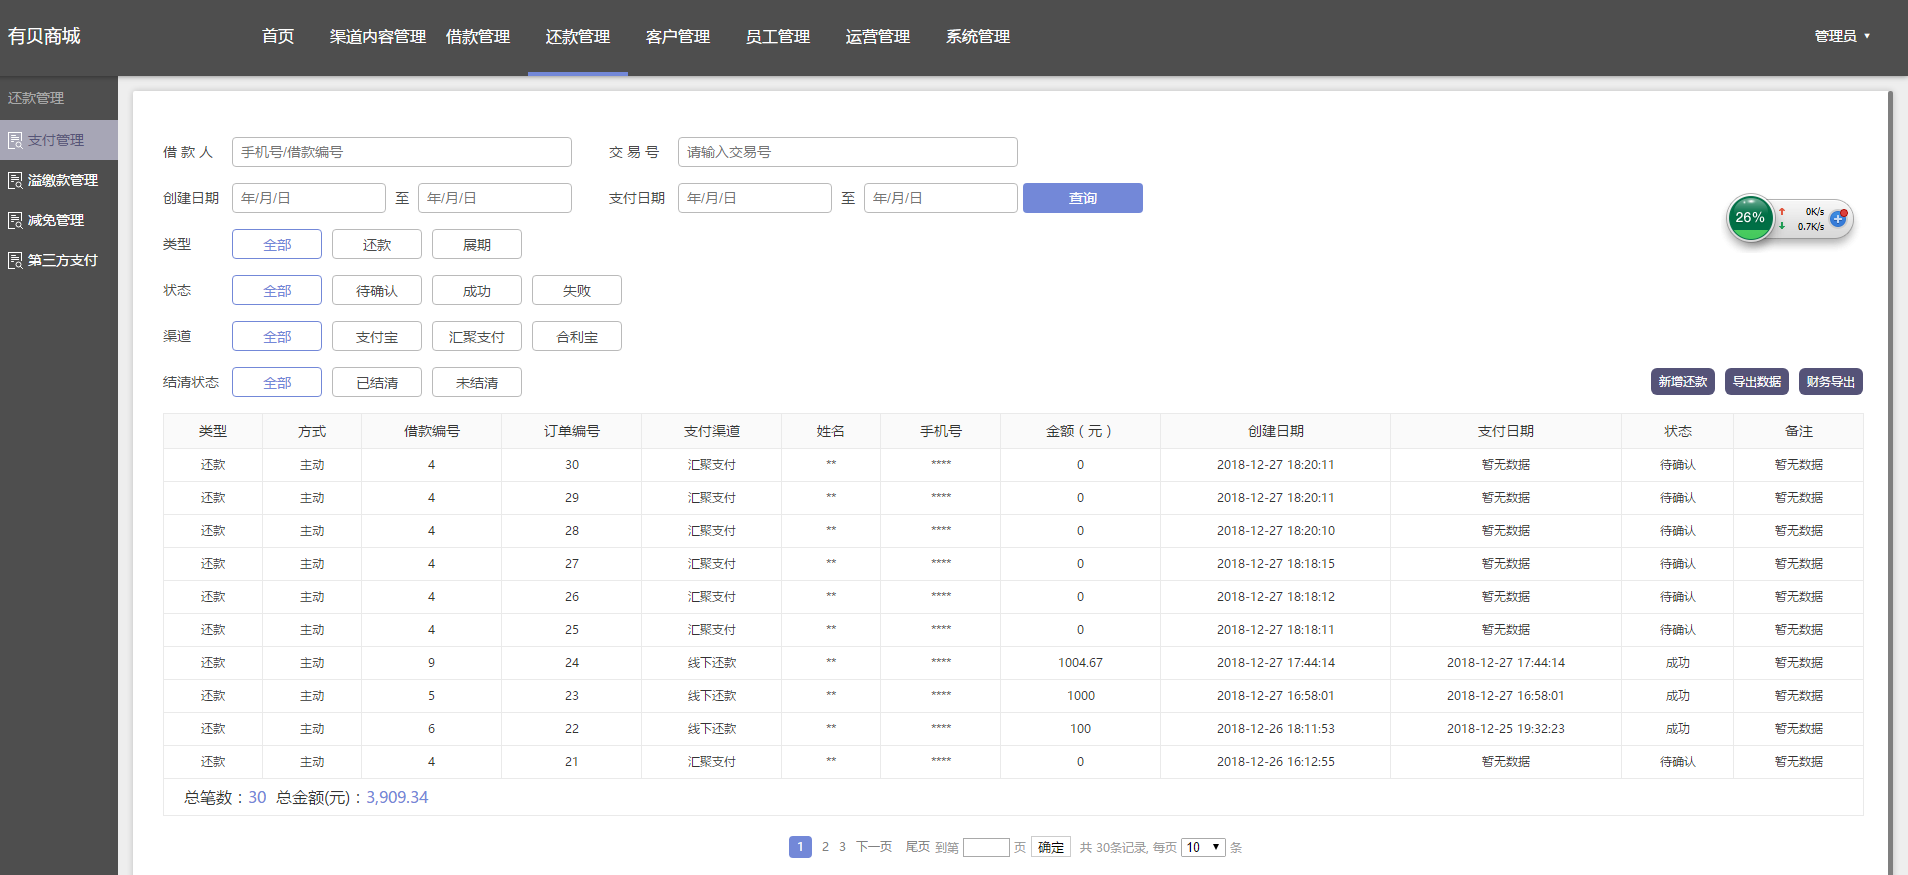 有贝商城 首页 渠道内容管理 借款管理 还款管理 客户管理 员工管理 运营管理 系统管理 管理员
还款管理
支付管理
溢缴款管理
减免管理
第三方支付
借 款 人 手机号/借款编号 交 易 号 请输入交易号
创建日期 年/月/日 至 年/月/日 支付日期 年/月/日 至 年/月/日 查询
26% 0K/s
0.7K/s
类型 全部 还款 展期
状态 全部 待确认 成功 失败
渠道 全部 支付宝 汇聚支付 合利宝
结清状态 全部 已结清 未结清 新增还款 导出数据 财务导出
类型 方式 借款编号 订单编号 支付渠道 姓名 手机号 金额（元） 创建日期 支付日期 状态 备注
还款 主动 4 30 汇聚支付 ** **** 0 2018-12-27 18:20:11 暂无数据 待确认 暂无数据
还款 主动 4 29 汇聚支付 ** **** 0 2018-12-27 18:20:11 暂无数据 待确认 暂无数据
还款 主动 4 28 汇聚支付 ** **** 0 2018-12-27 18:20:10 暂无数据 待确认 暂无数据
还款 主动 4 27 汇聚支付 ** **** 0 2018-12-27 18:18:15 暂无数据 待确认 暂无数据
还款 主动 4 26 汇聚支付 ** **** 0 2018-12-27 18:18:12 暂无数据 待确认 暂无数据
还款 主动 4 25 汇聚支付 ** **** 0 2018-12-27 18:18:11 暂无数据 待确认 暂无数据
还款 主动 9 24 线下还款 ** **** 1004.67 2018-12-27 17:44:14 2018-12-27 17:44:14 成功 暂无数据
还款 主动 5 23 线下还款 ** **** 1000 2018-12-27 16:58:01 2018-12-27 16:58:01 成功 暂无数据
还款 主动 6 22 线下还款 ** **** 100 2018-12-26 18:11:53 2018-12-25 19:32:23 成功 暂无数据
还款 主动 4 21 汇聚支付 ** **** 0 2018-12-26 16:12:55 暂无数据 待确认 暂无数据
总笔数：30 总金额(元)：3,909.34
1 2 3 下一页 尾页 到第 页 确定 共 30条记录, 每页 10 条